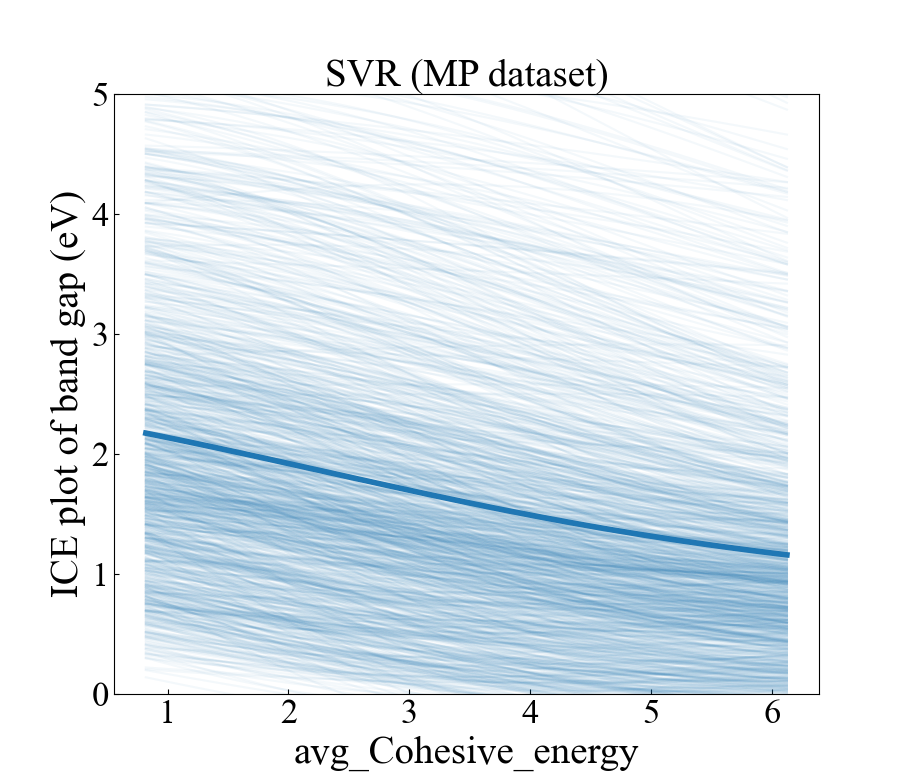 SVR (MP dataset)
ICE plot of band gap (eV)
5
4
3
2
1
0
1 2 3 4 5 6
avg_Cohesive_energy